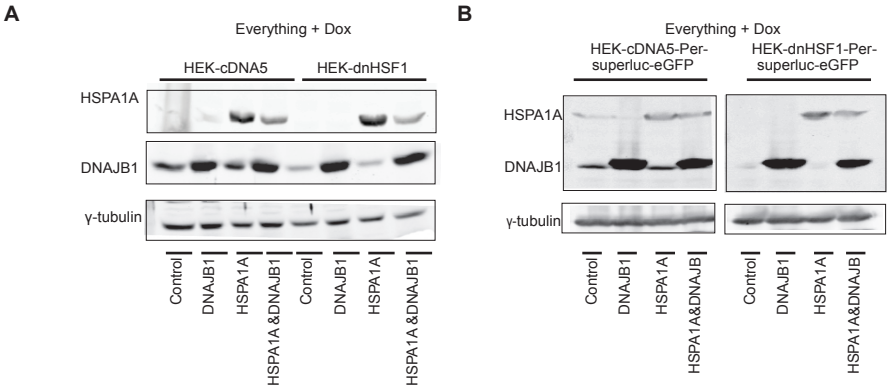 A
Everything + Dox
HEK-cDNA5
HEK-dnHSF1
HSPA1A
DNAJB1
γ-tubulin
Control
DNAJB1
HSPA1A
HSPA1A &DNAJB1
Control
DNAJB1
HSPA1A
HSPA1A &DNAJB1
B
Everything + Dox
HEK-cDNA5-Per-
superluc-eGFP
HEK-dnHSF1-Per-
superluc-eGFP
HSPA1A
DNAJB1
γ-tubulin
Control
DNAJB1
HSPA1A
HSPA1A&DNAJB
Control
DNAJB1
HSPA1A
HSPA1A&DNAJB